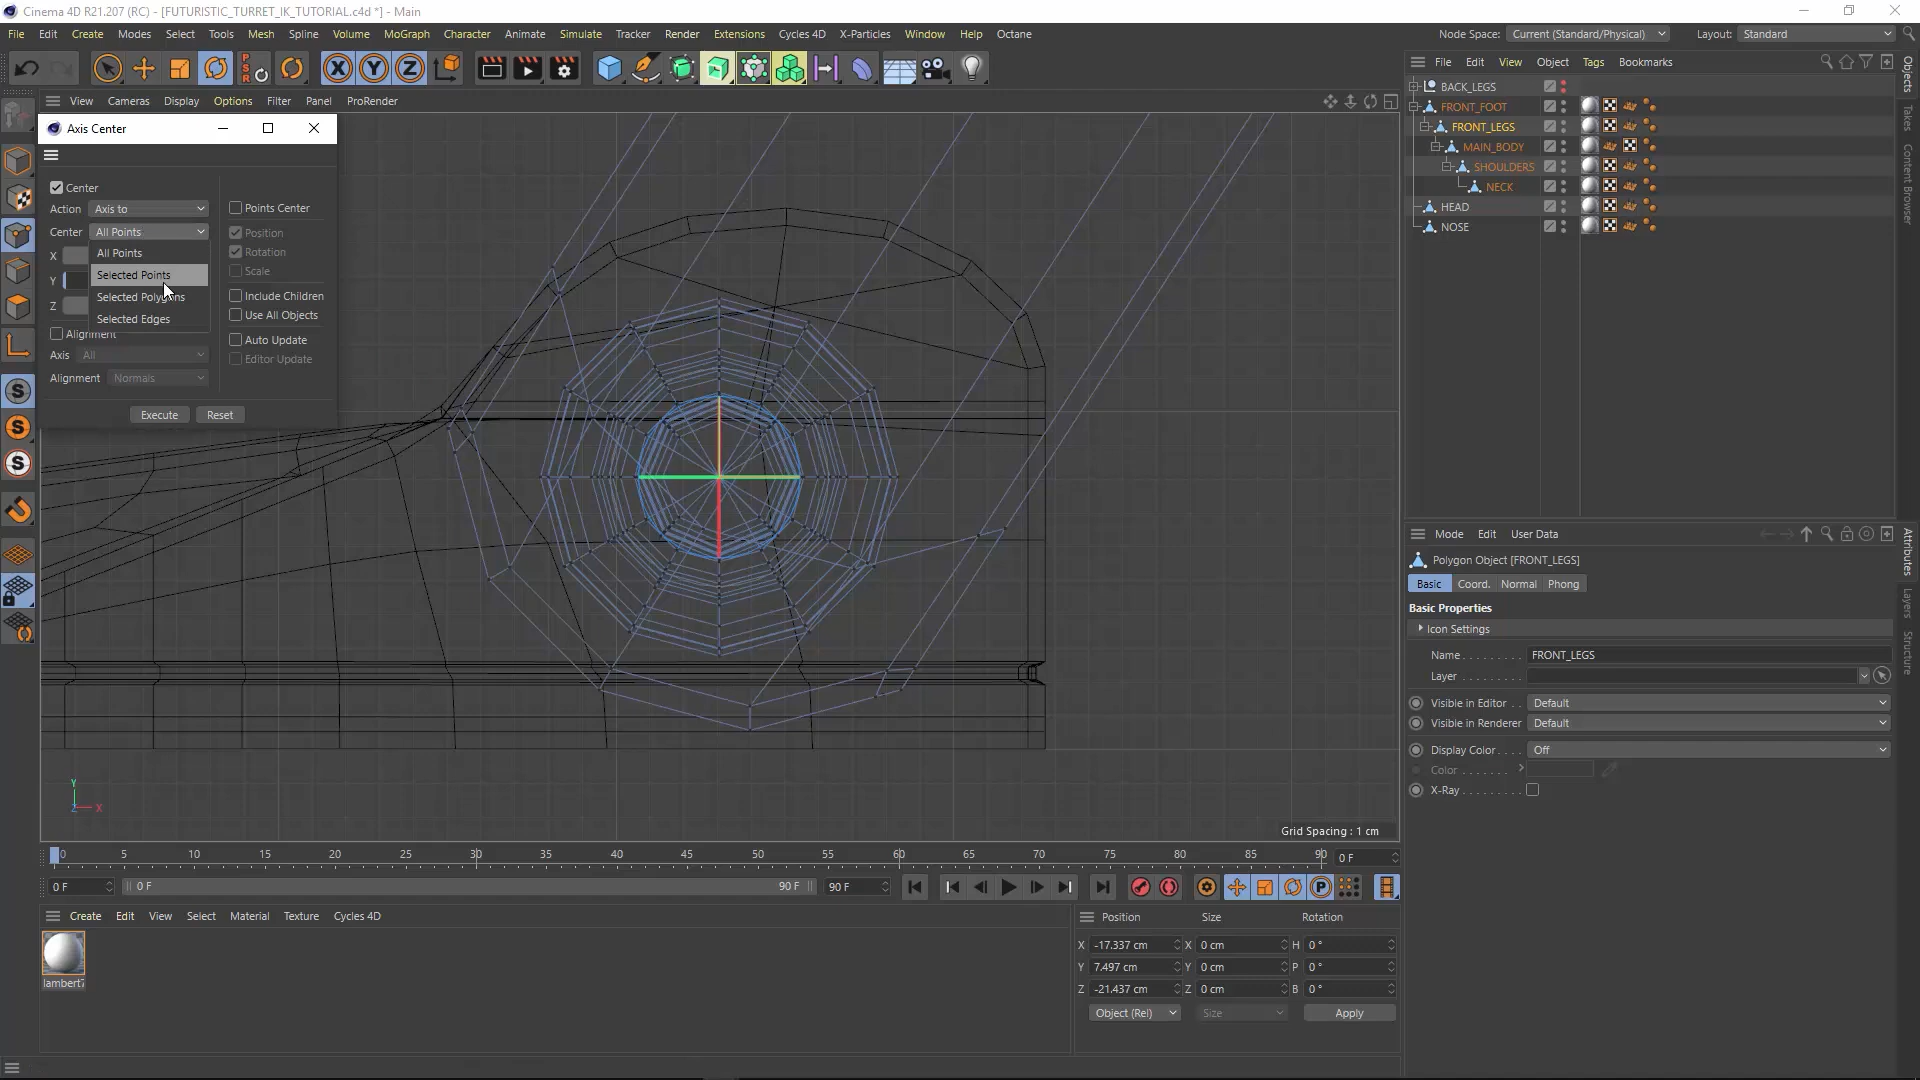 Cinema 4D R21.207 (RC) - [FUTURISTIC_TURRET_IK_TUTORIAL.c4d *] - Main
File Edit Create Modes Select Tools Mesh Spline Volume MoGraph Character Animate Simulate Tracker Render Extensions Cycles 4D X-Particles Window Help Octane
Node Space: Current (Standard/Physical) Layout: Standard
View Cameras Display Options Filter Panel ProRender
File Edit View Object Tags Bookmarks
BACK_LEGS
FRONT_FOOT
FRONT_LEGS
MAIN_BODY
SHOULDERS
NECK
HEAD
NOSE
Objects
Takes
Content Browser
Axis Center
Center
Action Axis to
Center All Points
X All Points
Y Selected Points
Selected Polygons
Z Selected Edges
Alignment
Axis All
Alignment Normals
Points Center
Position
Rotation
Scale
Include Children
Use All Objects
Auto Update
Editor Update
Execute Reset
Y
Z X
Grid Spacing : 1 cm
Mode Edit User Data
Polygon Object [FRONT_LEGS]
Basic Coord. Normal Phong
Basic Properties
Icon Settings
Name . . . . . . . . FRONT_LEGS
Layer . . . . . . . .
Visible in Editor . . Default
Visible in Renderer Default
Display Color . . . . Off
Color . . . . . . .
X-Ray . . . . . . . . .
Attributes
Layers
Structure
0 5 10 15 20 25 30 35 40 45 50 55 60 65 70 75 80 85 90 0 F
0 F 0 F 90 F 90 F
Create Edit View Select Material Texture Cycles 4D
lambert7
Position Size Rotation
X -17.337 cm X 0 cm H 0 °
Y 7.497 cm Y 0 cm P 0 °
Z -21.437 cm Z 0 cm B 0 °
Object (Rel) Size Apply